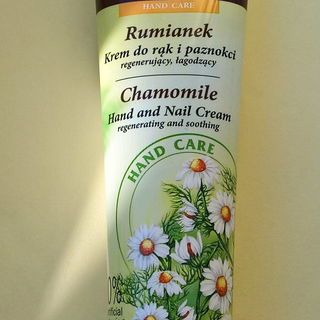 HAND CARE
Rumianek
Krem do rąk i paznokci
regenerujący, łagodzący
Chamomile
Hand and Nail Cream
regenerating and soothing
HAND CARE
0%